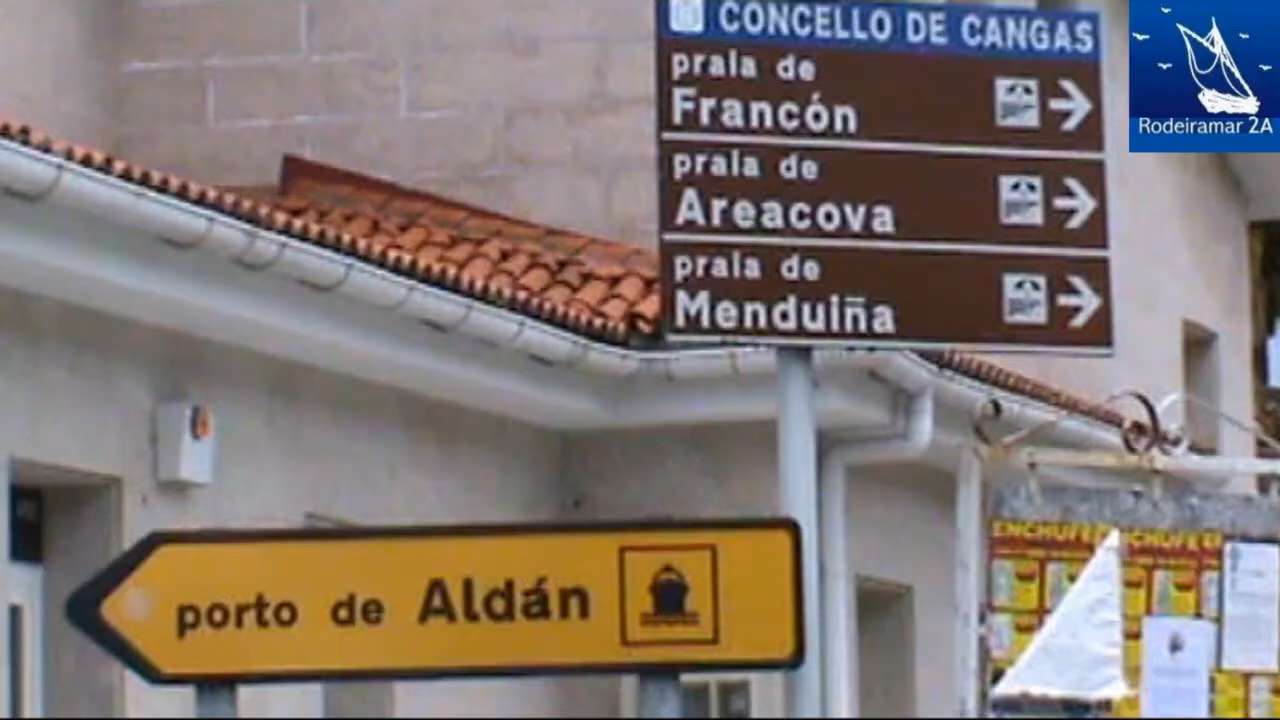 CONCELLO DE CANGAS
praia de
Francón
praia de
Areacova
praia de
Menduiña
Rodeiramar 2A
porto de Aldán
ENCHUFE